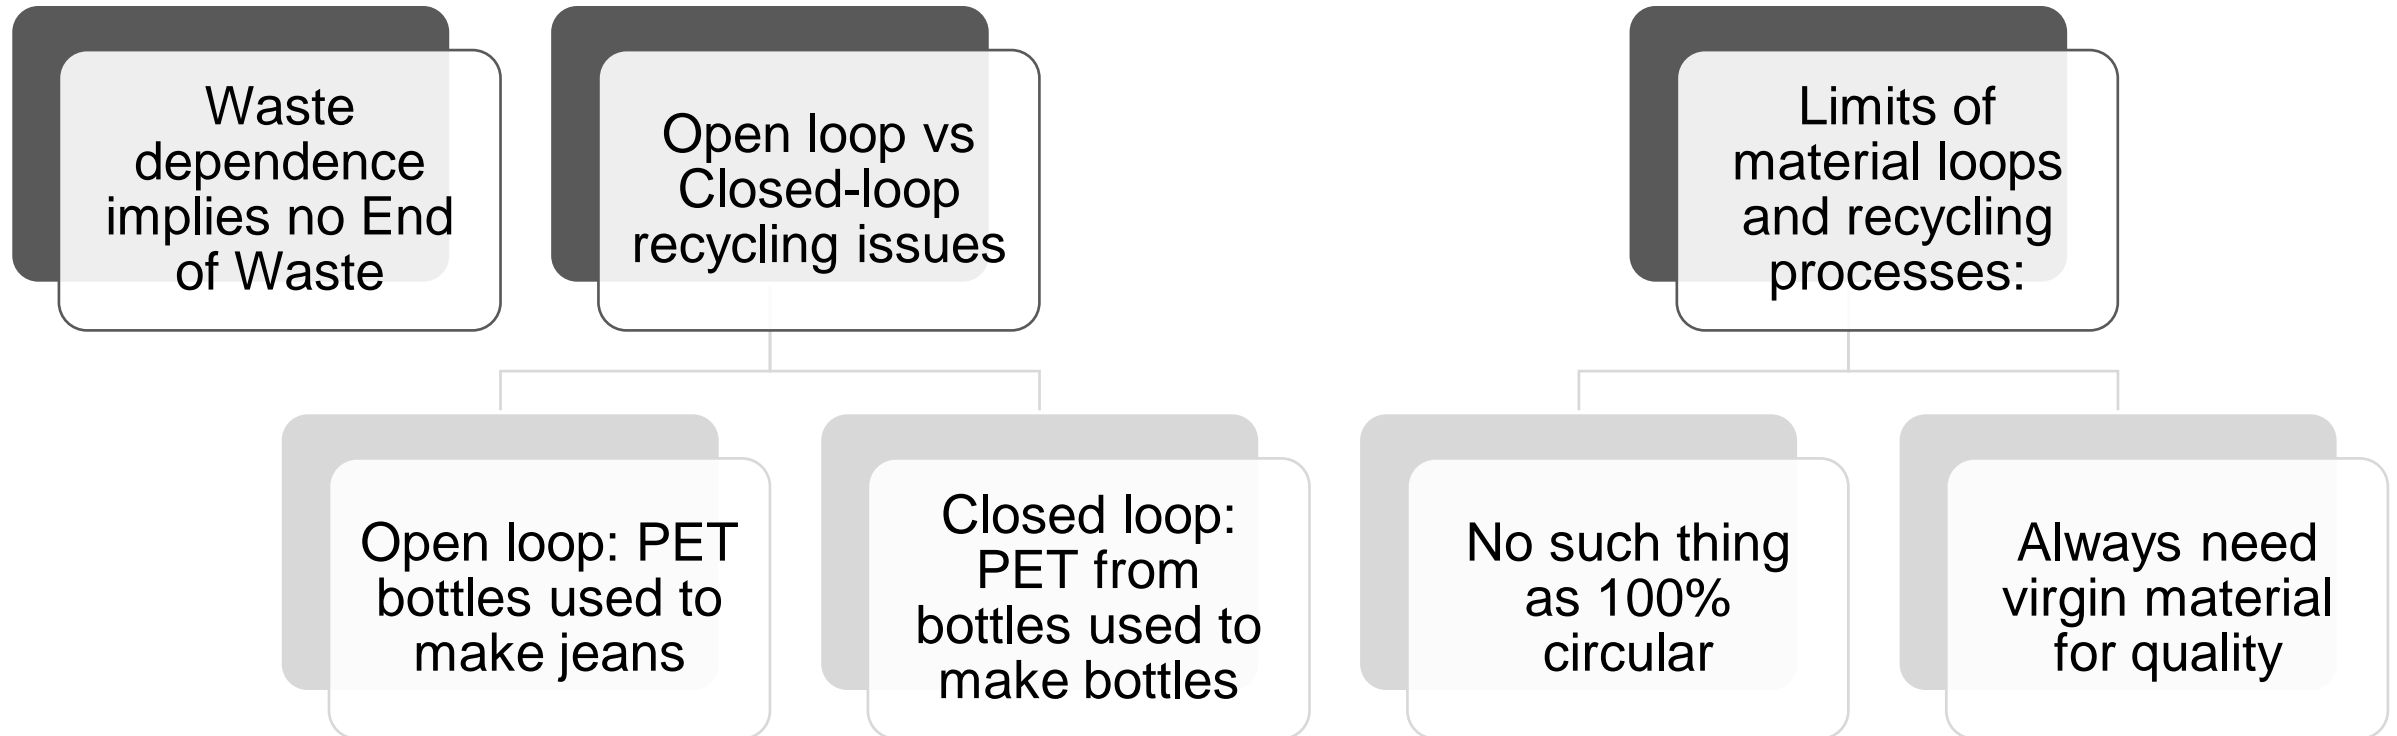 Waste
dependence
implies no End
of Waste
Open loop vs
Closed-loop
recycling issues
Limits of
material loops
and recycling
processes:
Open loop: PET
bottles used to
make jeans
Closed loop:
PET from
bottles used to
make bottles
No such thing
as 100%
circular
Always need
virgin material
for quality